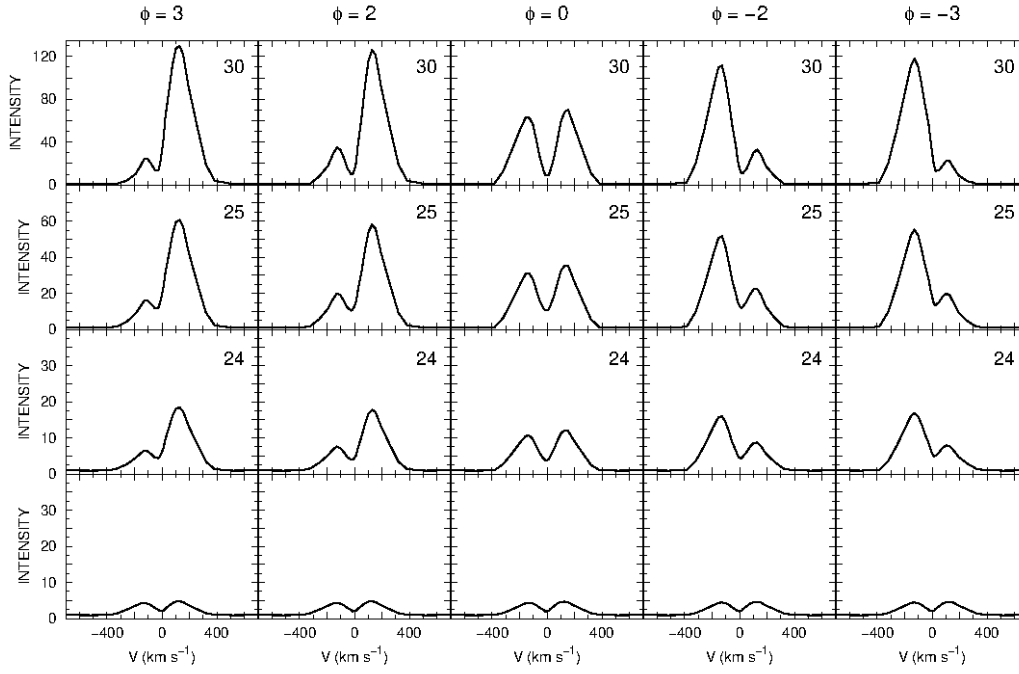 ϕ = 3 ϕ = 2 ϕ = 0 ϕ = −2 ϕ = −3
INTENSITY 120 80 40 0 30 30 30 30 30
INTENSITY 60 40 20 0 25 25 25 25 25
INTENSITY 30 20 10 0 24 24 24 24 24
INTENSITY 30 20 10 0
−400 0 400 −400 0 400 −400 0 400 −400 0 400 −400 0 400
V (km s⁻¹) V (km s⁻¹) V (km s⁻¹) V (km s⁻¹) V (km s⁻¹)